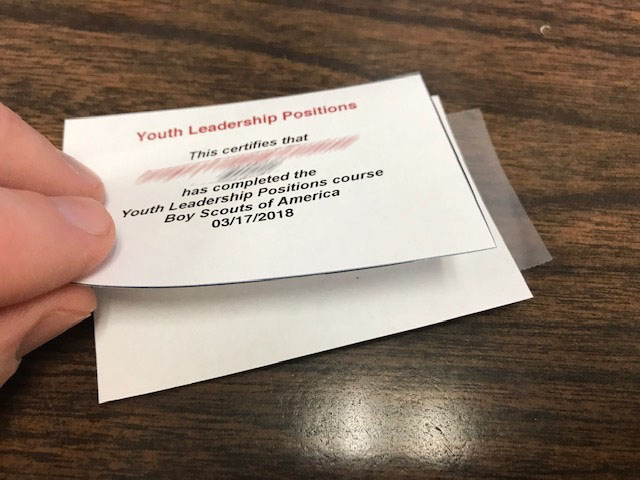 Youth Leadership Positions
This certifies that
has completed the
Youth Leadership Positions course
Boy Scouts of America
03/17/2018